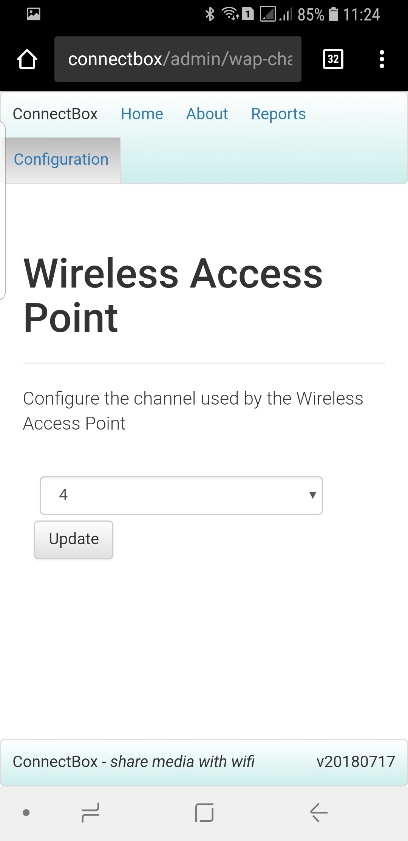 1 85% 11:24
connectbox/admin/wap-cha
32
ConnectBox Home About Reports
Configuration
Wireless Access
Point
Configure the channel used by the Wireless
Access Point
4
Update
ConnectBox - share media with wifi v20180717